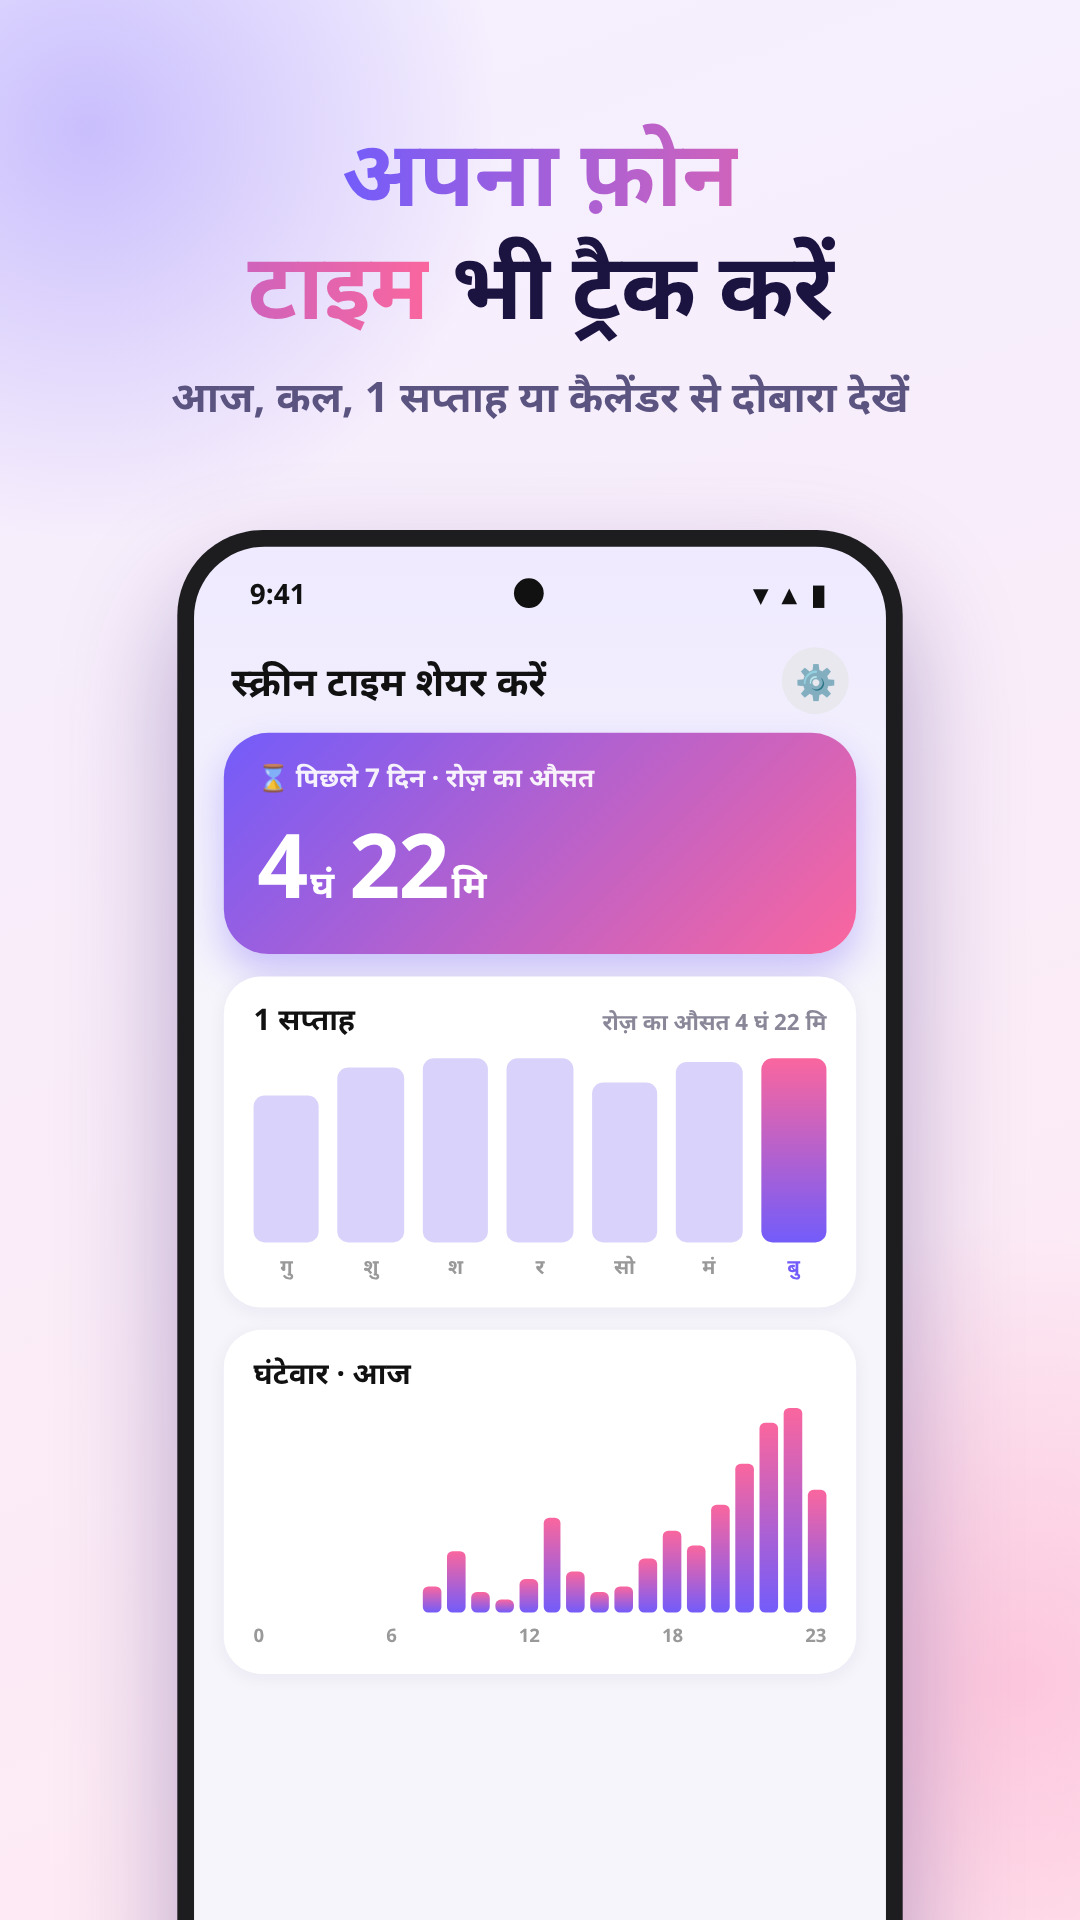 अपना फ़ोन
टाइम भी ट्रैक करें
आज, कल, 1 सप्ताह या कैलेंडर से दोबारा देखें
9:41
स्क्रीन टाइम शेयर करें
⌛ पिछले 7 दिन · रोज़ का औसत
4घं 22मि
1 सप्ताह रोज़ का औसत 4 घं 22 मि
गु शु श र सो मं बु
घंटेवार · आज
0 6 12 18 23